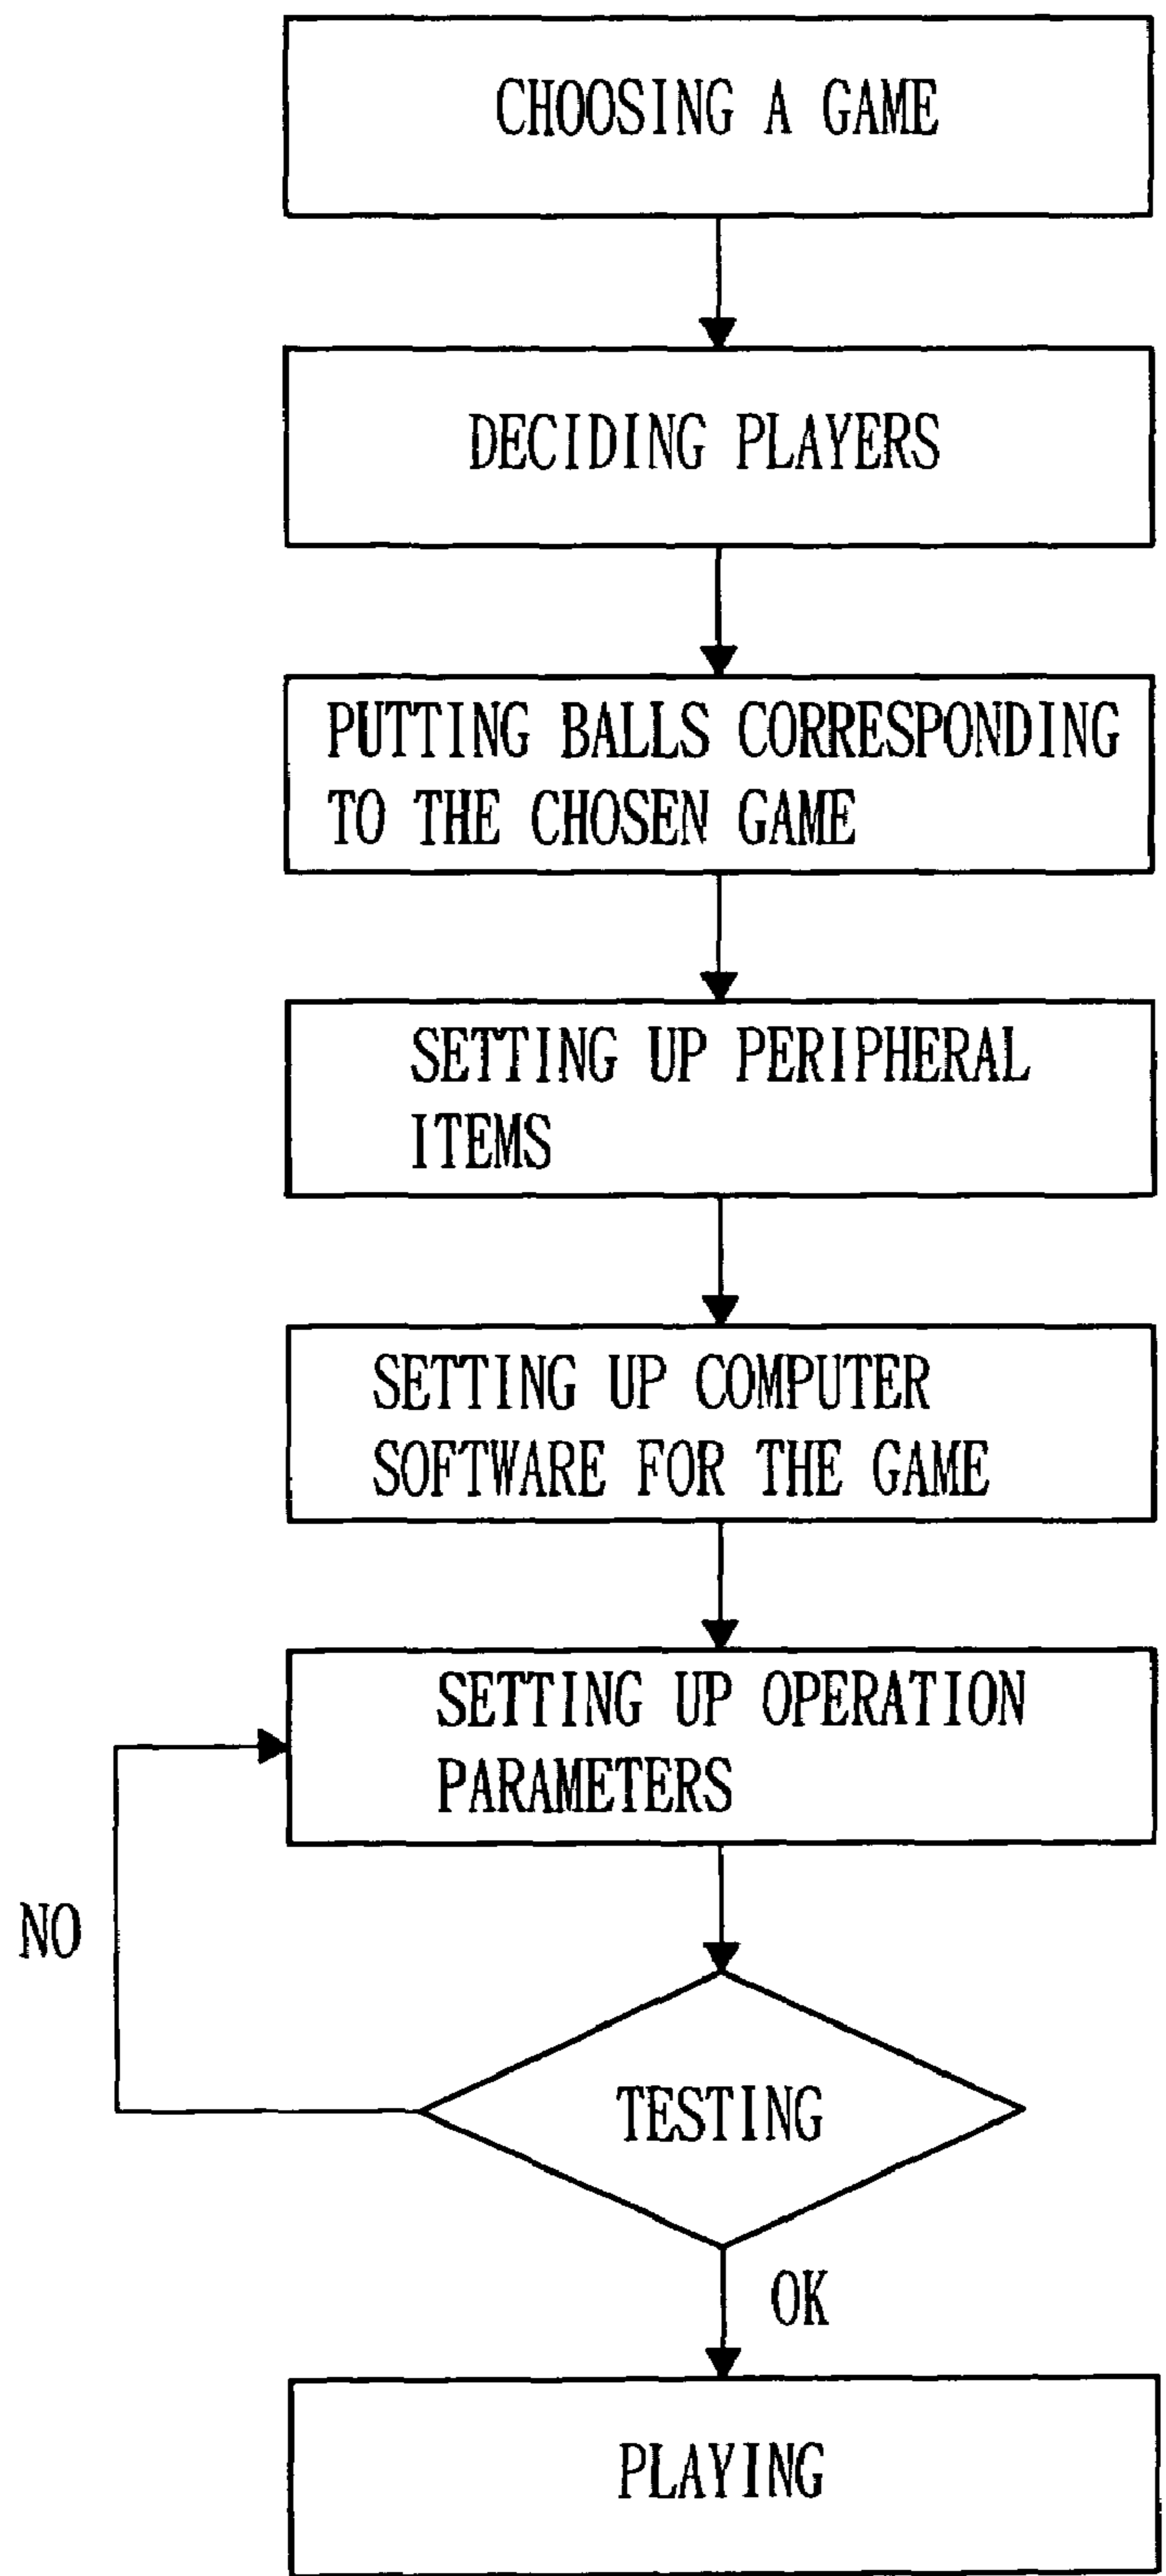 CHOOSING A GAME
DECIDING PLAYERS
PUTTING BALLS CORRESPONDING
TO THE CHOSEN GAME
SETTING UP PERIPHERAL
ITEMS
SETTING UP COMPUTER
SOFTWARE FOR THE GAME
SETTING UP OPERATION
PARAMETERS
NO
TESTING
OK
PLAYING